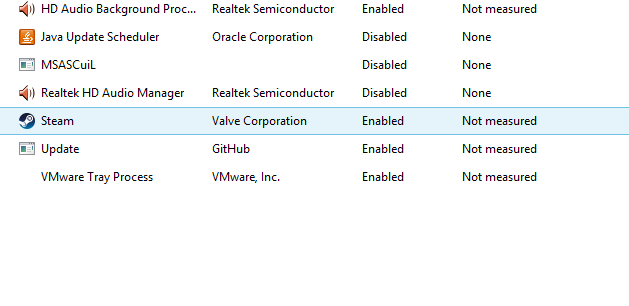 HD Audio Background Proc... Realtek Semiconductor Enabled Not measured
Java Update Scheduler Oracle Corporation Disabled None
MSASCuiL Disabled None
Realtek HD Audio Manager Realtek Semiconductor Disabled None
Steam Valve Corporation Enabled Not measured
Update GitHub Enabled Not measured
VMware Tray Process VMware, Inc. Enabled Not measured